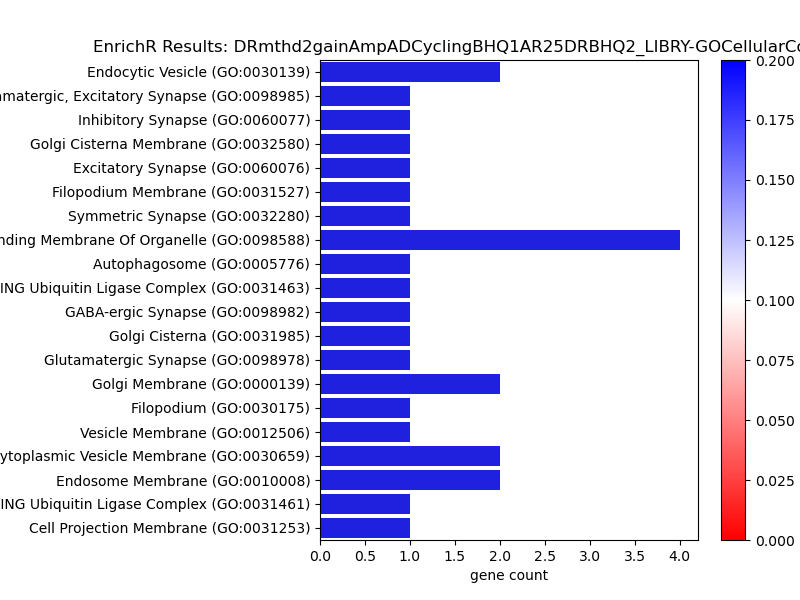 EnrichR Results: DRmthd2gainAmpADCyclingBHQ1AR25DRBHQ2_LIBRY-GOCellularCo
Endocytic Vesicle (GO:0030139)
matergic, Excitatory Synapse (GO:0098985)
Inhibitory Synapse (GO:0060077)
Golgi Cisterna Membrane (GO:0032580)
Excitatory Synapse (GO:0060076)
Filopodium Membrane (GO:0031527)
Symmetric Synapse (GO:0032280)
nding Membrane Of Organelle (GO:0098588)
Autophagosome (GO:0005776)
ING Ubiquitin Ligase Complex (GO:0031463)
GABA-ergic Synapse (GO:0098982)
Golgi Cisterna (GO:0031985)
Glutamatergic Synapse (GO:0098978)
Golgi Membrane (GO:0000139)
Filopodium (GO:0030175)
Vesicle Membrane (GO:0012506)
ytoplasmic Vesicle Membrane (GO:0030659)
Endosome Membrane (GO:0010008)
ING Ubiquitin Ligase Complex (GO:0031461)
Cell Projection Membrane (GO:0031253)
0.0 0.5 1.0 1.5 2.0 2.5 3.0 3.5 4.0
gene count
0.200
0.175
0.150
0.125
0.100
0.075
0.050
0.025
0.000